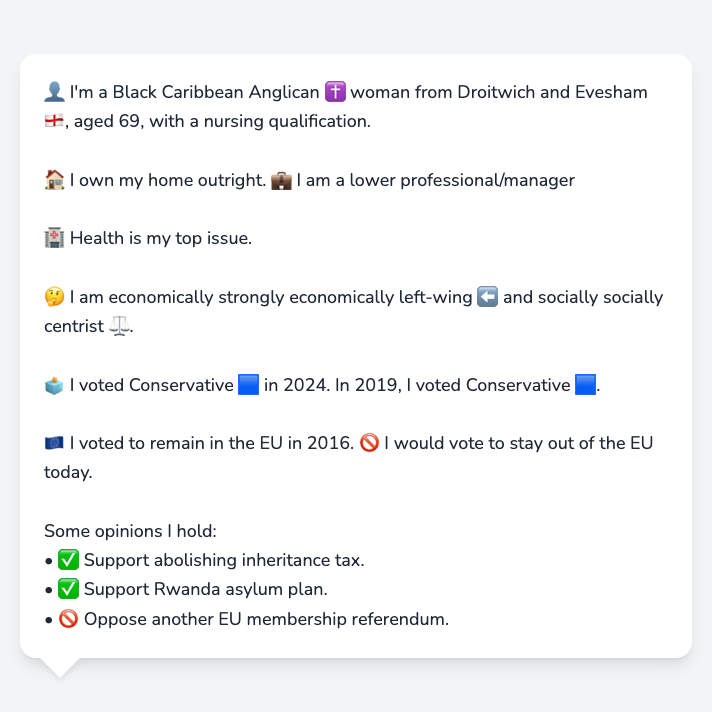 👤 I'm a Black Caribbean Anglican ✝️ woman from Droitwich and Evesham
🏴󠁧󠁢󠁥󠁮󠁧󠁿, aged 69, with a nursing qualification.
🏠 I own my home outright. 💼 I am a lower professional/manager
🏥 Health is my top issue.
🤔 I am economically strongly economically left-wing ⬅️ and socially socially
centrist ⚖️.
🗳️ I voted Conservative 🟦 in 2024. In 2019, I voted Conservative 🟦.
🇪🇺 I voted to remain in the EU in 2016. 🚫 I would vote to stay out of the EU
today.
Some opinions I hold:
• ✅ Support abolishing inheritance tax.
• ✅ Support Rwanda asylum plan.
• 🚫 Oppose another EU membership referendum.